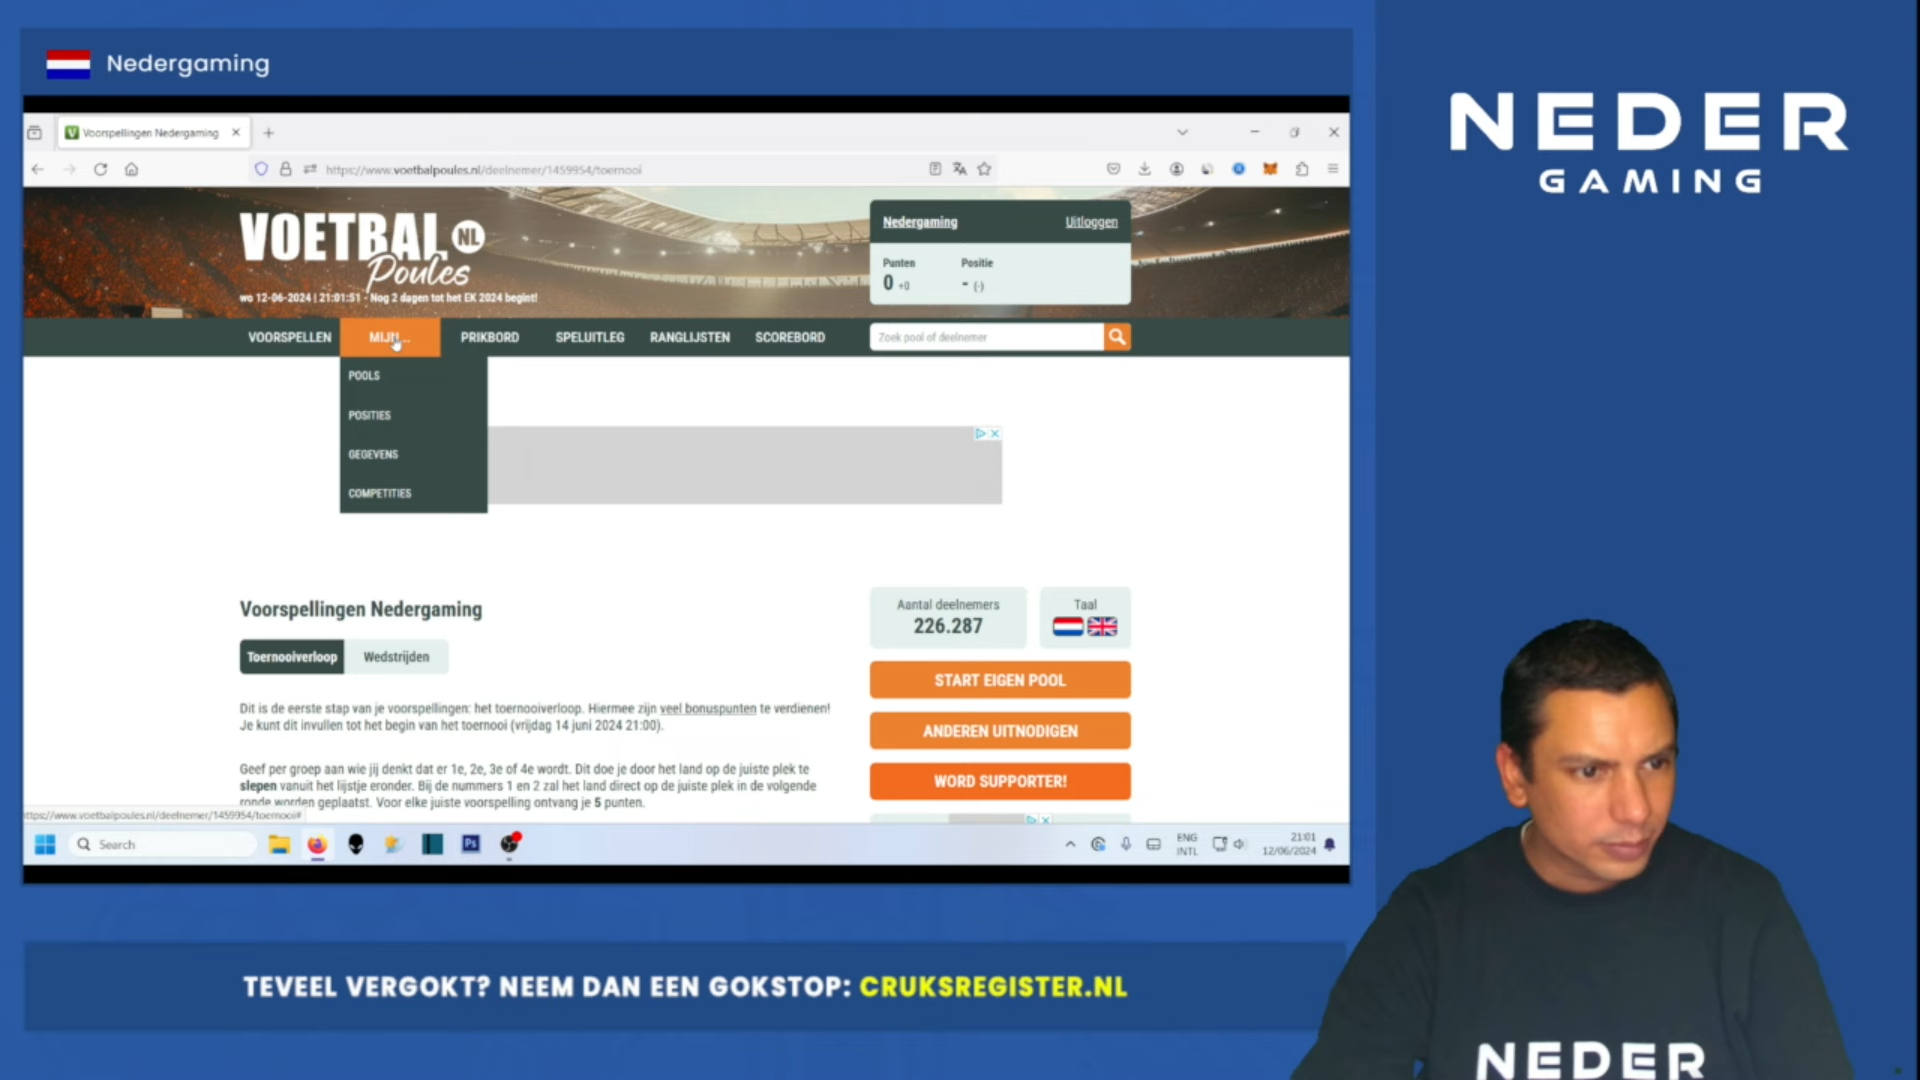 Nedergaming
NEDER
GAMING
Voorspellingen Nedergaming
https://www.voetbalpoules.nl/deelnemer/1459954/toernooi
VOETBAL NL
Poules
wo 12-06-2024 | 21:01:51 - Nog 2 dagen tot het EK 2024 begint!
Nedergaming Uitloggen
Punten Positie
0 +0 - (-)
VOORSPELLEN MIJN... PRIKBORD SPELUITLEG RANGLIJSTEN SCOREBORD Zoek pool of deelnemer
POOLS
POSITIES
GEGEVENS
COMPETITIES
Voorspellingen Nedergaming
Toernooiverloop Wedstrijden
Dit is de eerste stap van je voorspellingen: het toernooiverloop. Hiermee zijn veel bonuspunten te verdienen!
Je kunt dit invullen tot het begin van het toernooi (vrijdag 14 juni 2024 21:00).
Geef per groep aan wie jij denkt dat er 1e, 2e, 3e of 4e wordt. Dit doe je door het land op de juiste plek te
slepen vanuit het lijstje eronder. Bij de nummers 1 en 2 zal het land direct op de juiste plek in de volgende
ronde worden geplaatst. Voor elke juiste voorspelling ontvang je 5 punten.
Aantal deelnemers
226.287
Taal
START EIGEN POOL
ANDEREN UITNODIGEN
WORD SUPPORTER!
https://www.voetbalpoules.nl/deelnemer/1459954/toernooi#
Search
Ps
ENG
INTL
21:01
12/06/2024
TEVEEL VERGOKT? NEEM DAN EEN GOKSTOP: CRUKSREGISTER.NL
NEDER